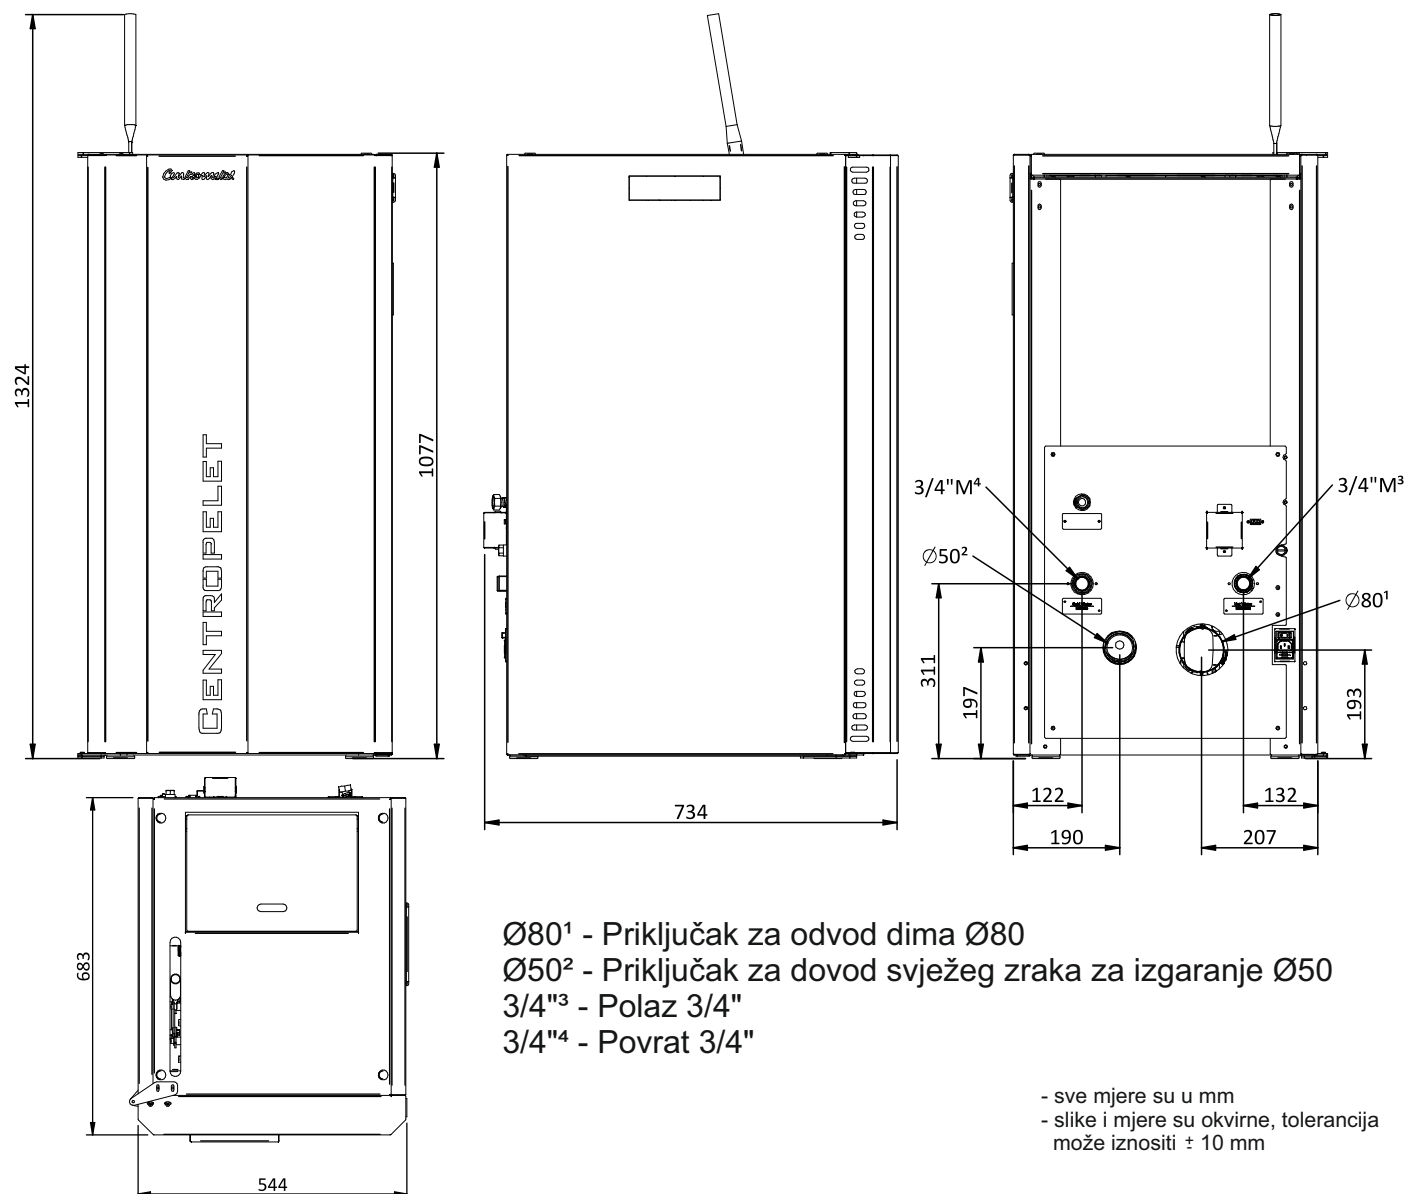 1324
Centrometal
CENTROPELET
1077
734
3/4"M⁴
3/4"M³
Ø50²
Ø80¹
311
197
193
122
132
190
207
683
544
Ø80¹ - Priključak za odvod dima Ø80
Ø50² - Priključak za dovod svježeg zraka za izgaranje Ø50
3/4"³ - Polaz 3/4"
3/4"⁴ - Povrat 3/4"
- sve mjere su u mm
- slike i mjere su okvirne, tolerancija
može iznositi ± 10 mm